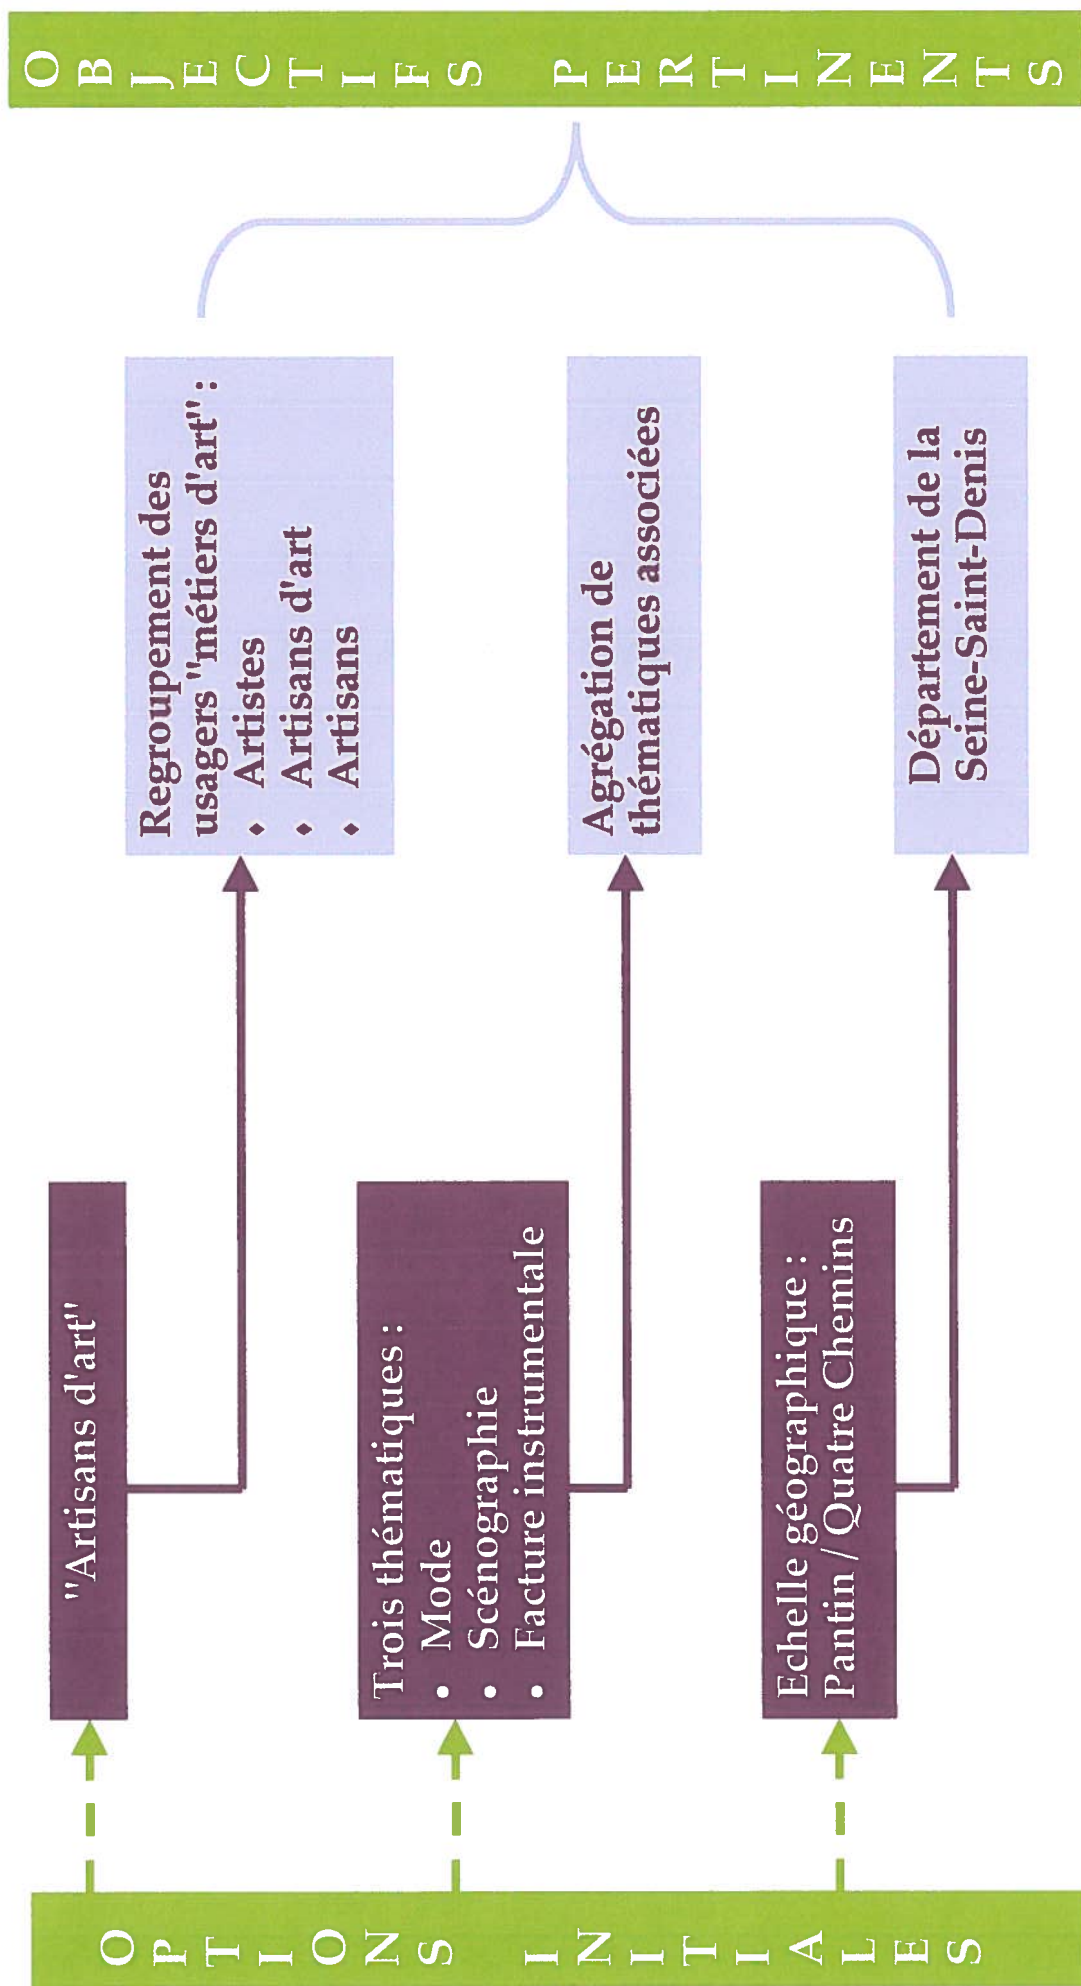 OPTIONS INITIALES
"Artisans d'art"
Trois thématiques :
• Mode
• Scénographie
• Facture instrumentale
Echelle géographique :
Pantin / Quatre Chemins
Regroupement des
usagers "métiers d'art" :
♦ Artistes
♦ Artisans d'art
♦ Artisans
Agrégation de
thématiques associées
Département de la
Seine-Saint-Denis
OBJECTIFS PERTINENTS